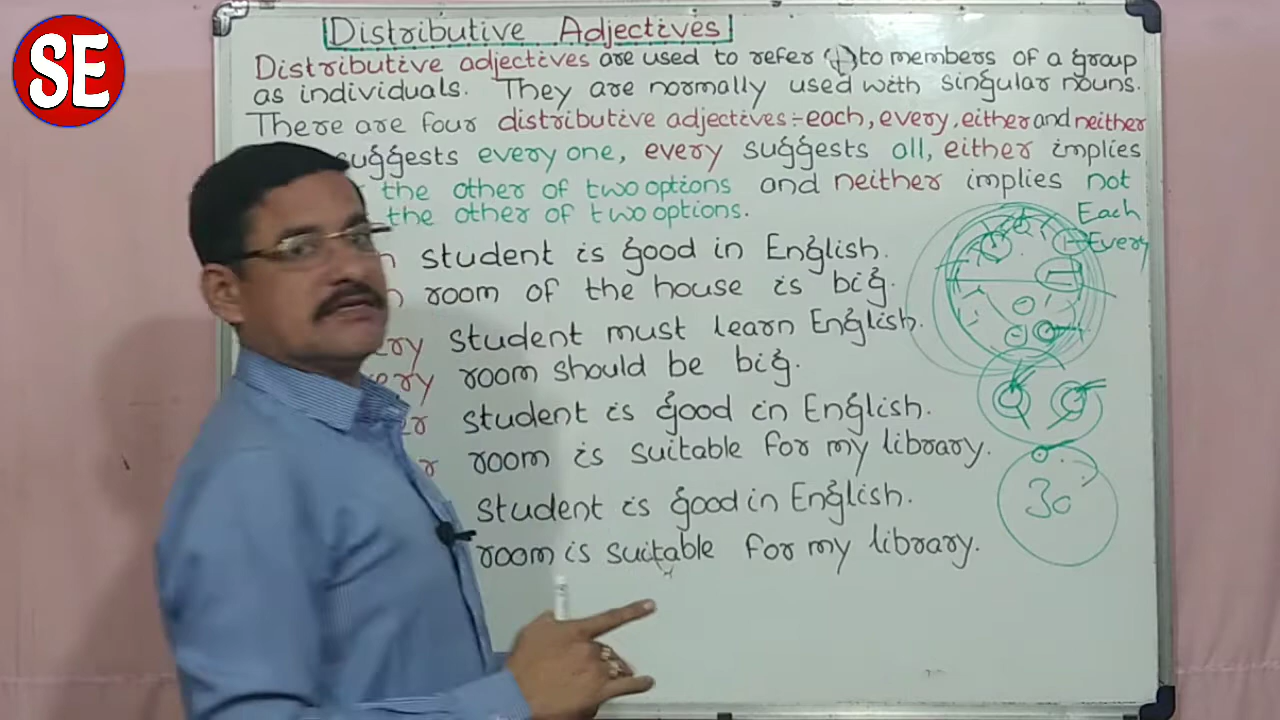 SE
Distributive Adjectives
Distributive adjectives are used to refer to members of a group
as individuals. They are normally used with singular nouns.
There are four distributive adjectives:- each, every, either and neither
suggests every one, every suggests all, either implies
the other of two options and neither implies not
the other of two options.
Each
Every
student is good in English.
room of the house is big.
student must learn English.
room should be big.
student is good in English.
room is suitable for my library.
30
student is good in English.
room is suitable for my library.